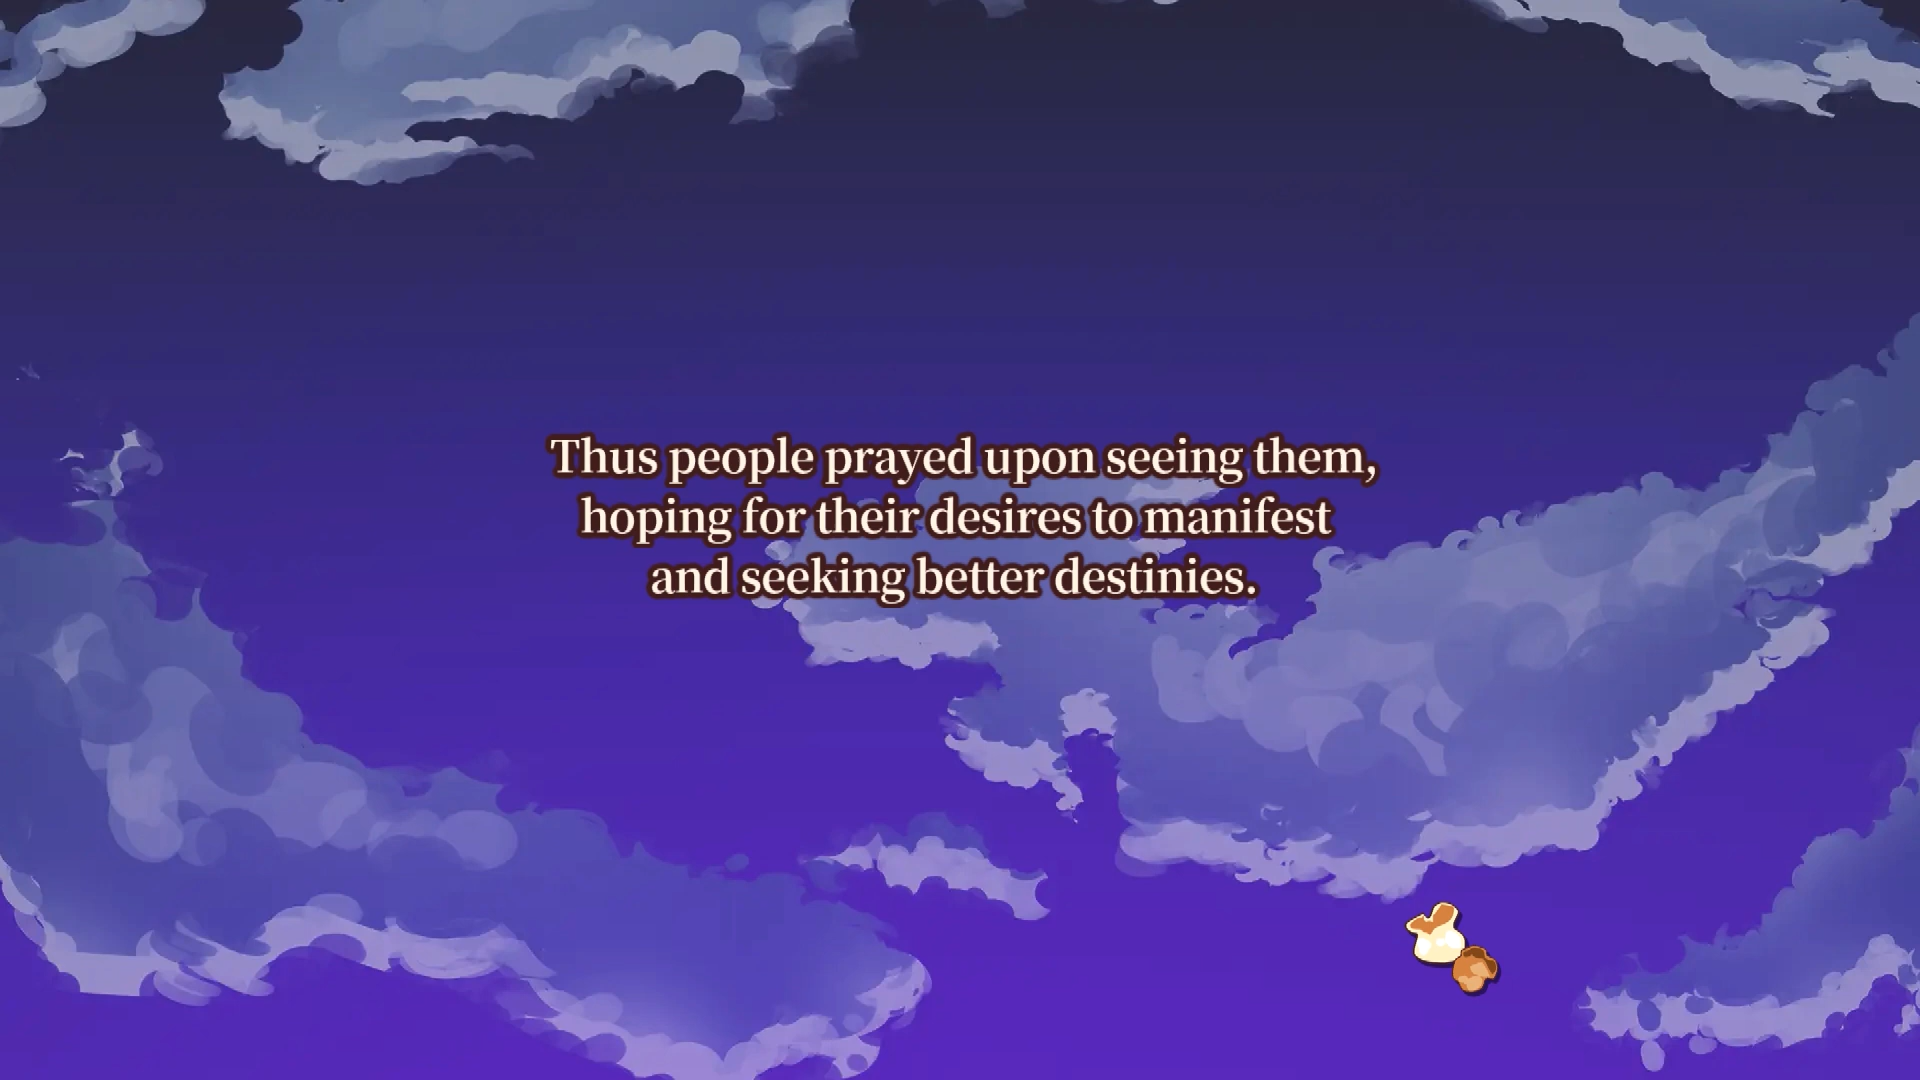 Thus people prayed upon seeing them,
hoping for their desires to manifest
and seeking better destinies.